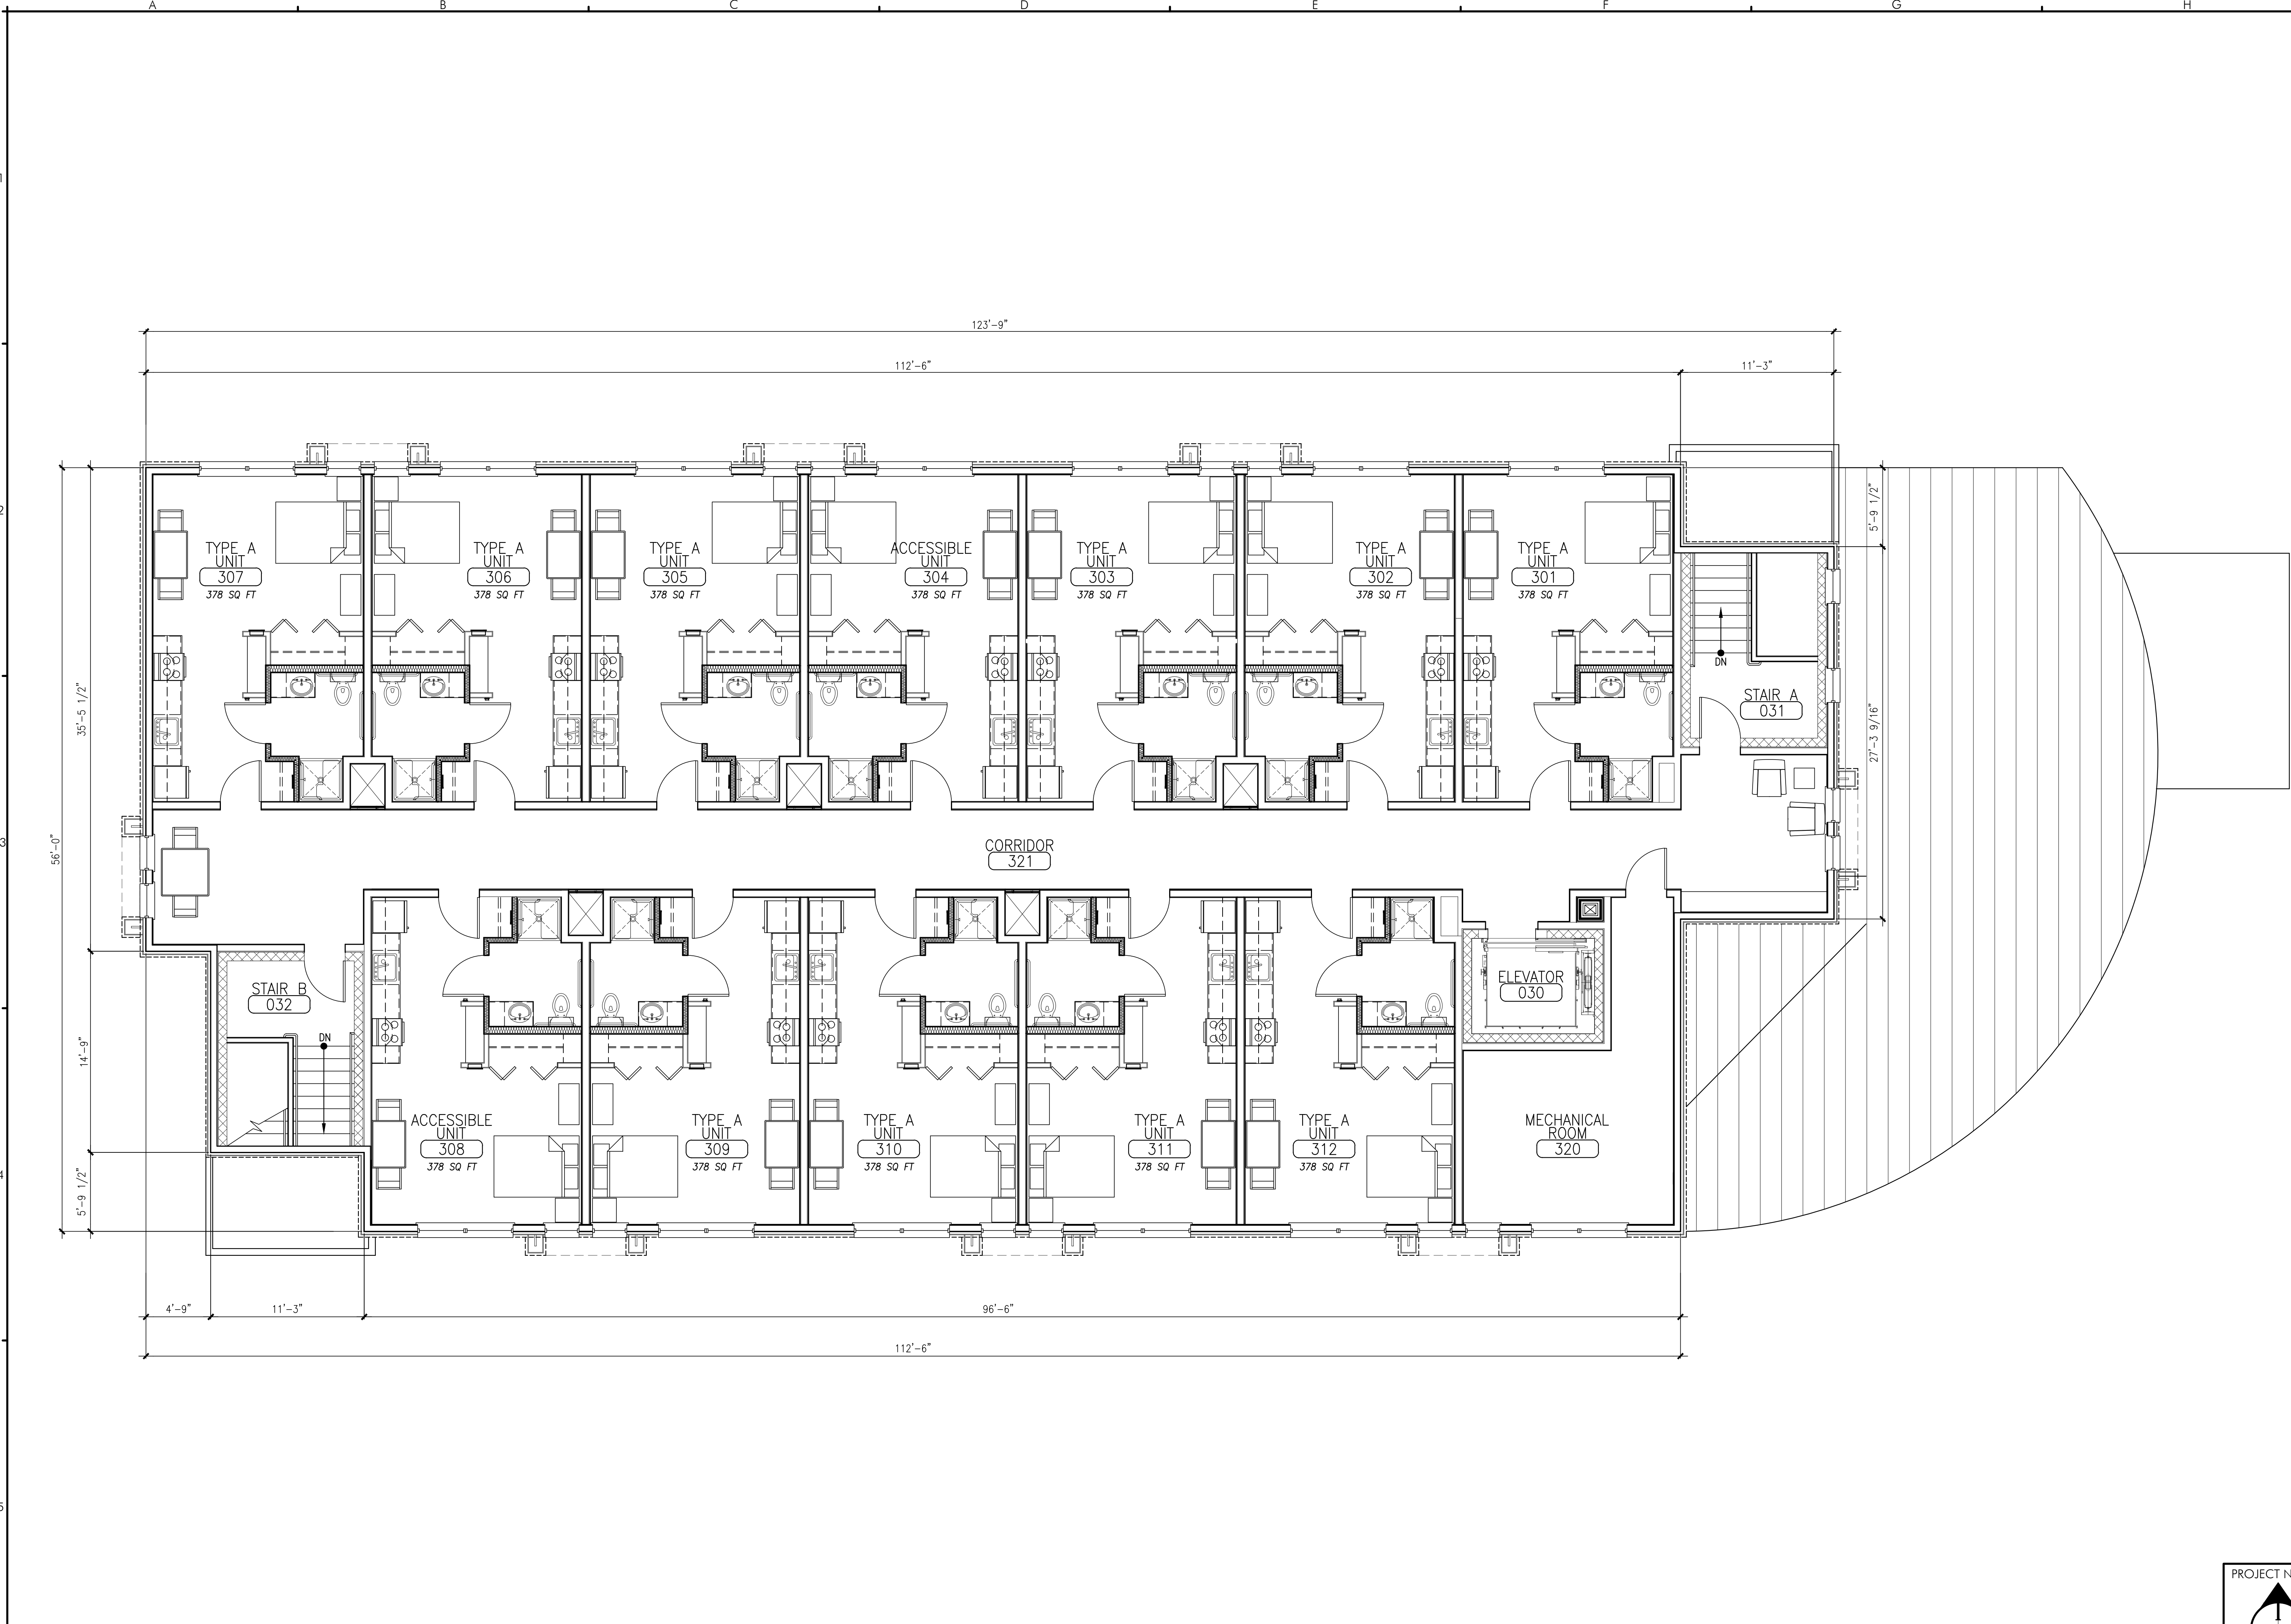 A B C D E F G H
1
123'-9"
112'-6" 11'-3"
2
5'-9 1/2"
TYPE A
UNIT
307
378 SQ FT
TYPE A
UNIT
306
378 SQ FT
TYPE A
UNIT
305
378 SQ FT
ACCESSIBLE
UNIT
304
378 SQ FT
TYPE A
UNIT
303
378 SQ FT
TYPE A
UNIT
302
378 SQ FT
TYPE A
UNIT
301
378 SQ FT
DN
STAIR A
031
35'-5 1/2"
27'-3 9/16"
56'-0"
3
CORRIDOR
321
STAIR B
032
DN
ELEVATOR
030
14'-9"
ACCESSIBLE
UNIT
308
378 SQ FT
TYPE A
UNIT
309
378 SQ FT
TYPE A
UNIT
310
378 SQ FT
TYPE A
UNIT
311
378 SQ FT
TYPE A
UNIT
312
378 SQ FT
MECHANICAL
ROOM
320
4
5'-9 1/2"
4'-9" 11'-3" 96'-6"
112'-6"
5
PROJECT N